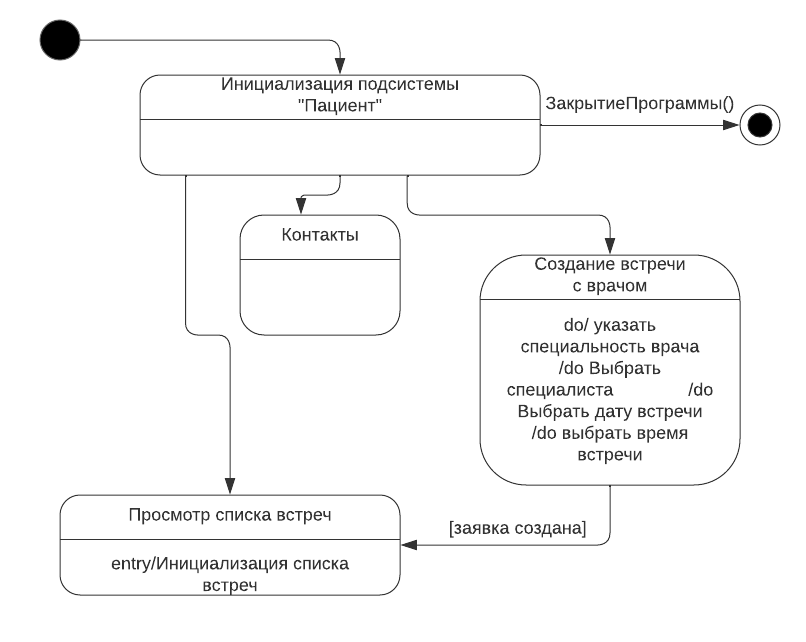 Инициализация подсистемы
"Пациент"
ЗакрытиеПрограммы()
Контакты
Создание встречи
с врачом
do/ указать
специальность врача
/do Выбрать
специалиста /do
Выбрать дату встречи
/do выбрать время
встречи
Просмотр списка встреч
[заявка создана]
entry/Инициализация списка
встреч